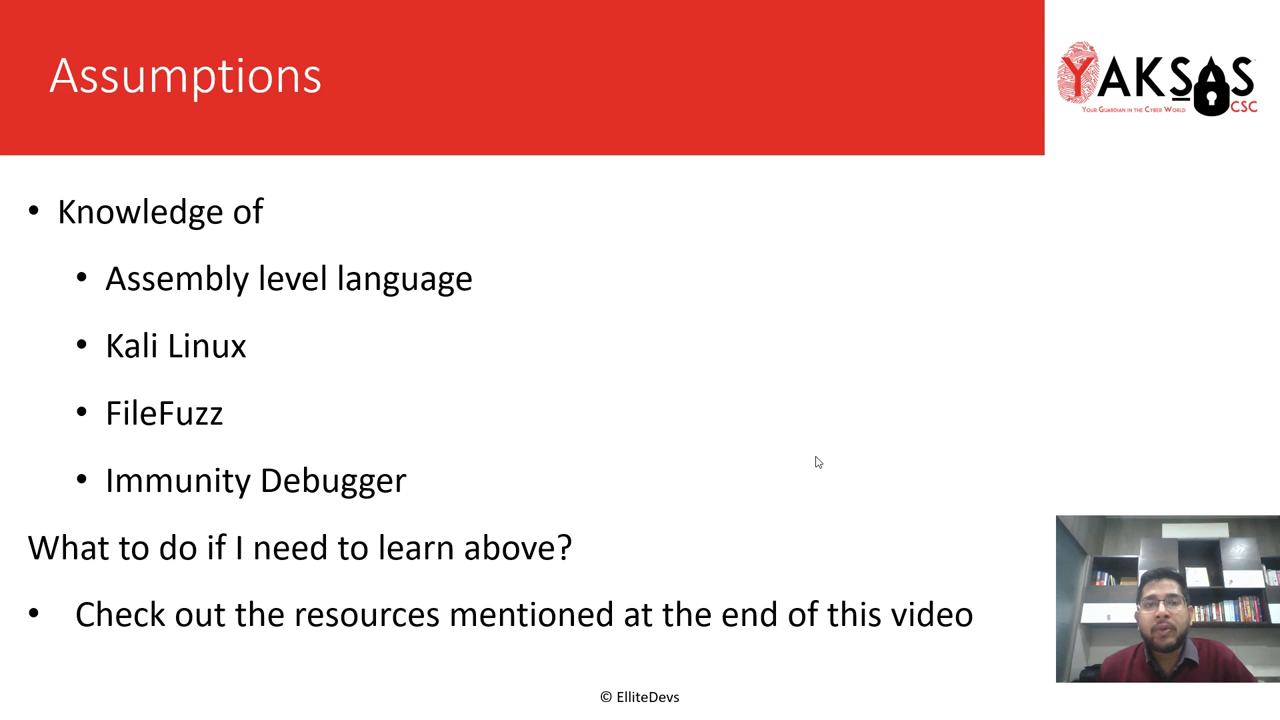 Assumptions
YAKSAS
CSC
YOUR GUARDIAN IN THE CYBER WORLD
• Knowledge of
• Assembly level language
• Kali Linux
• FileFuzz
• Immunity Debugger
What to do if I need to learn above?
• Check out the resources mentioned at the end of this video
© ElliteDevs